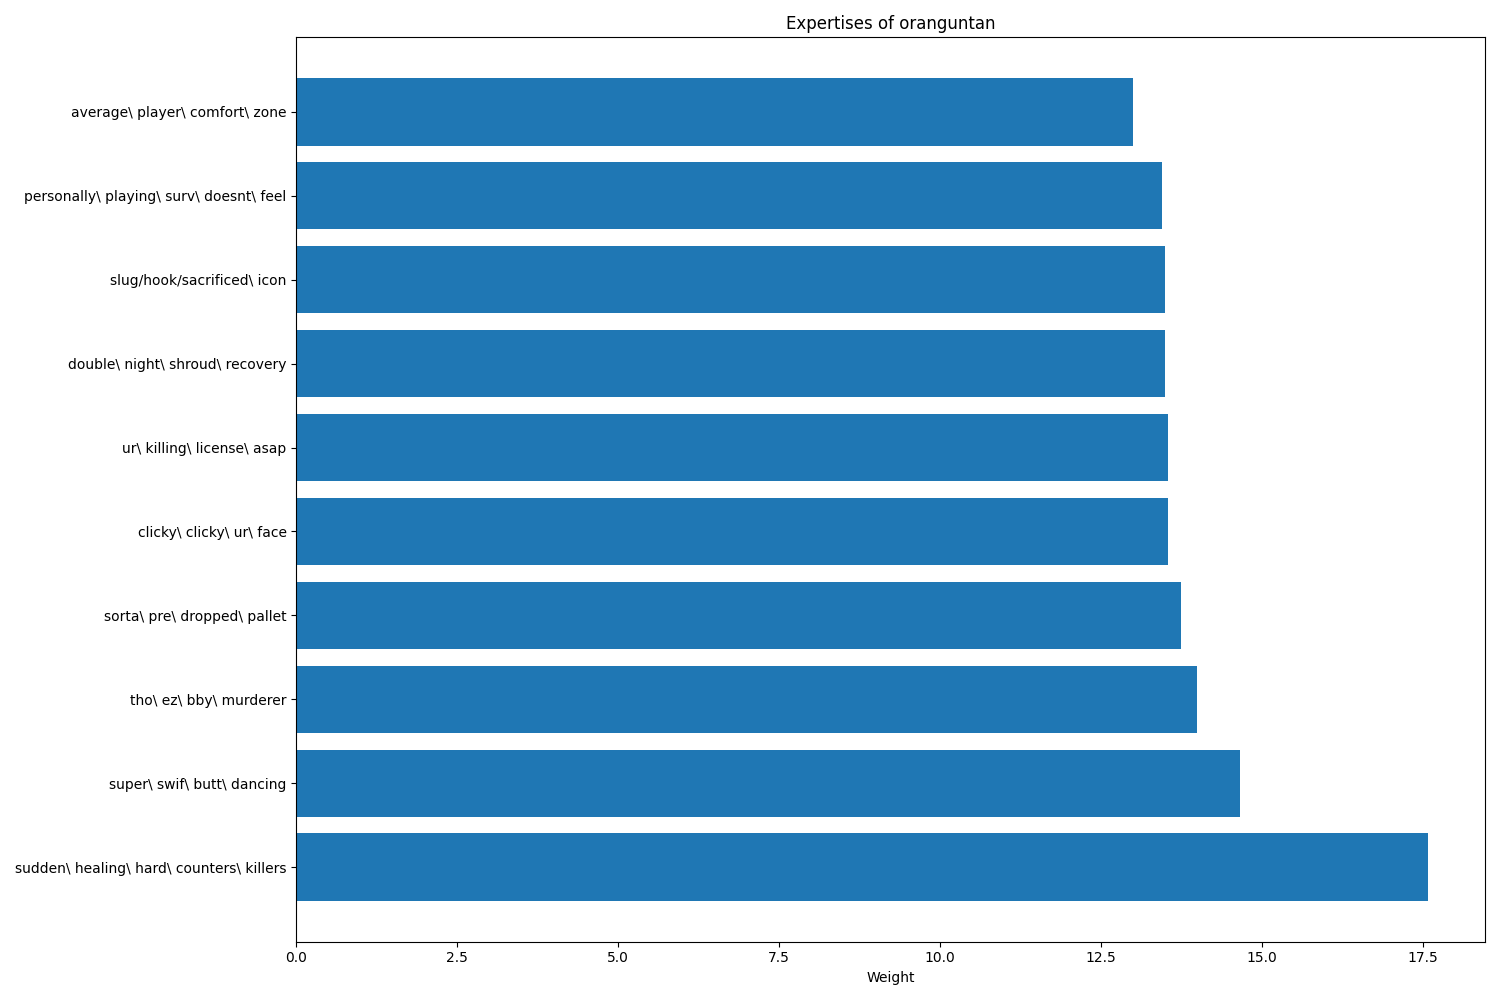 Expertises of oranguntan
average\ player\ comfort\ zone
personally\ playing\ surv\ doesnt\ feel
slug/hook/sacrificed\ icon
double\ night\ shroud\ recovery
ur\ killing\ license\ asap
clicky\ clicky\ ur\ face
sorta\ pre\ dropped\ pallet
tho\ ez\ bby\ murderer
super\ swif\ butt\ dancing
sudden\ healing\ hard\ counters\ killers
0.0 2.5 5.0 7.5 10.0 12.5 15.0 17.5
Weight